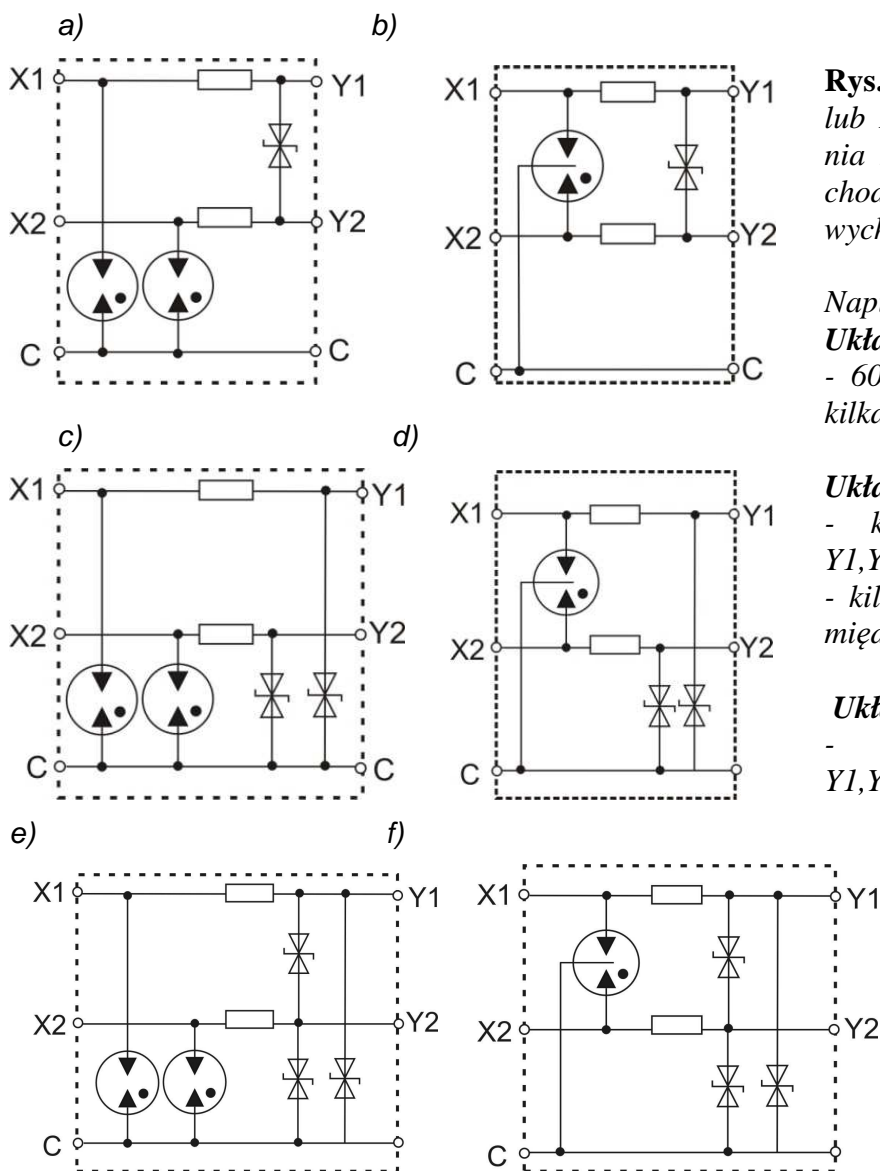 a)
X1
Y1
X2
Y2
C
C
b)
X1
Y1
X2
Y2
C
C
Rys.
lub
nia
choc
wych
Napi
Ukła
- 60
kilka
c)
X1
Y1
X2
Y2
C
C
d)
X1
Y1
X2
Y2
C
Ukła
- k
Y1,Y
- kil
międ
Ukła
-
Y1,Y
e)
X1
Y1
X2
Y2
C
f)
X1
Y1
X2
Y2
C